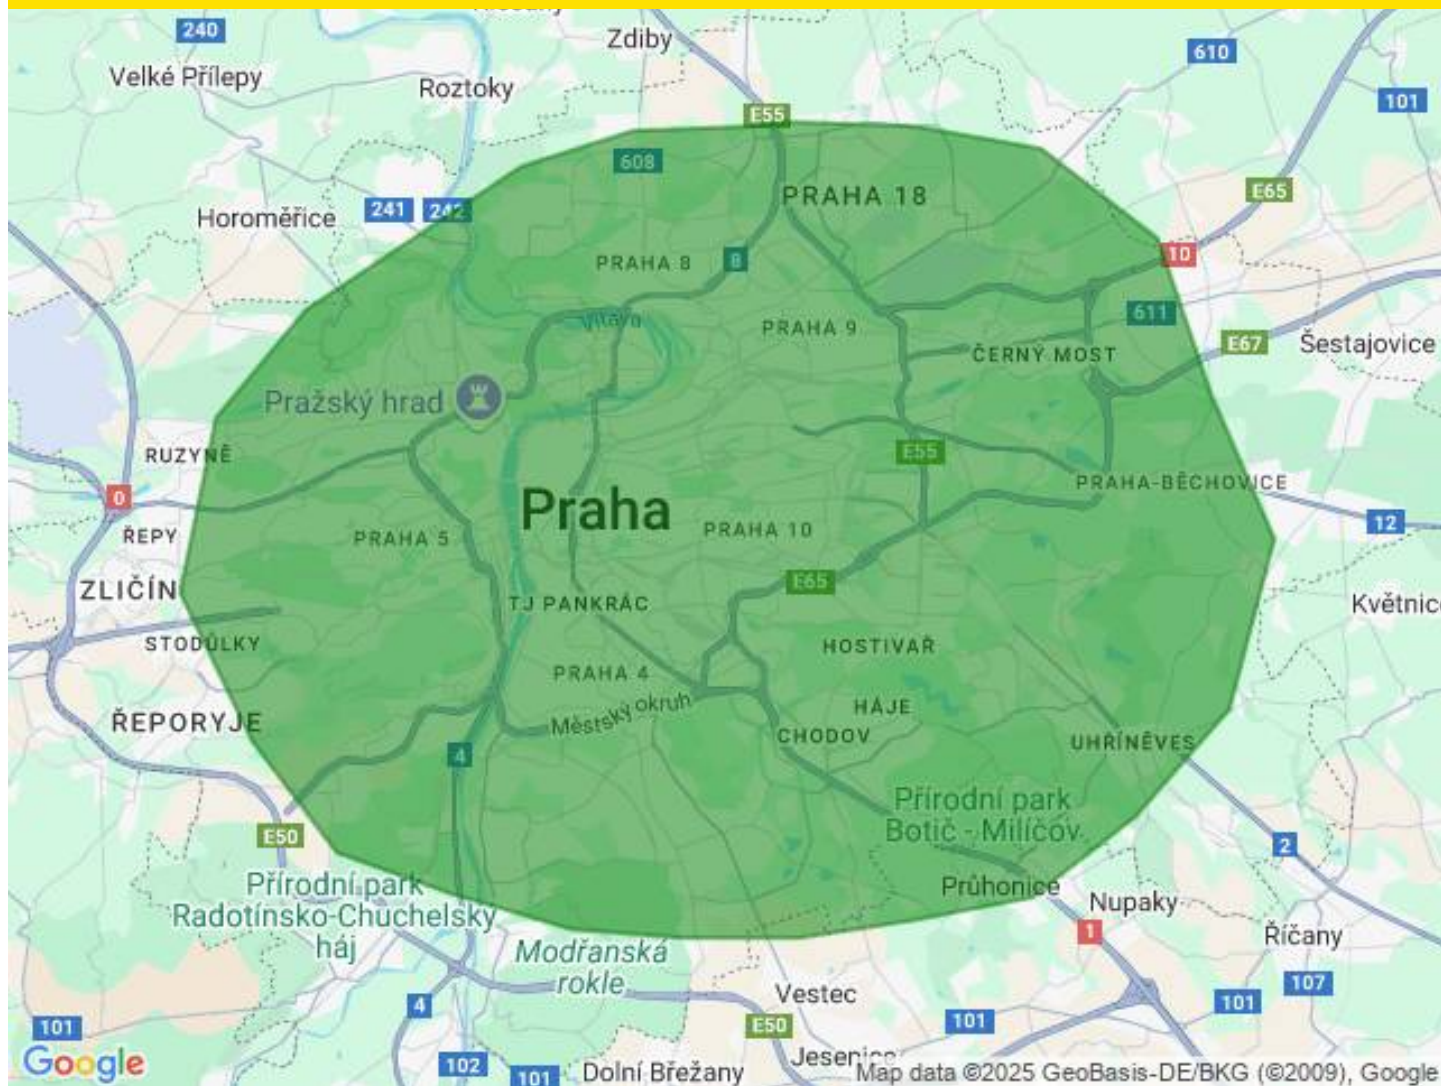 240
Zdiby
610
Velké Přílepy
Roztoky
101
E55
608
PRAHA 18
E65
241
242
Horoměřice
10
PRAHA 8
8
611
Vltava
PRAHA 9
E67
Šestajovice
ČERNÝ MOST
Pražský hrad
RUZYNĚ
E55
PRAHA-BĚCHOVICE
0
Praha
12
PRAHA 10
ŘEPY
PRAHA 5
E65
ZLIČÍN
TJ PANKRÁC
STODŮLKY
HOSTIVAŘ
PRAHA 4
Městský okruh
HÁJE
ŘEPORYJE
CHODOV
UHŘÍNĚVES
4
Přírodní park
Botič - Milíčov
E50
2
Přírodní park
Radotínsko-Chuchelský
háj
Průhonice
Nupaky
1
Říčany
Modřanská
rokle
107
Vestec
4
101
101
E50
101
Google
102
101
Dolní Břežany
Jesenice
Map data ©2025 GeoBasis-DE/BKG (©2009), Google